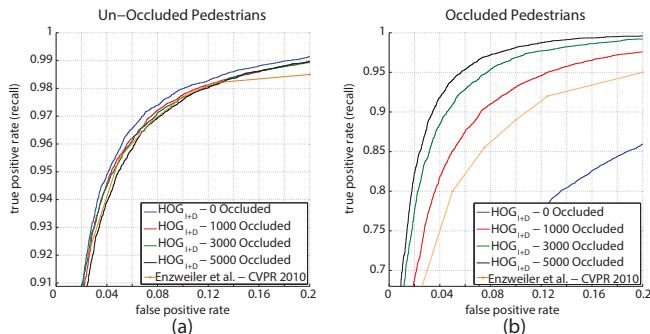 Un−Occluded Pedestrians
true positive rate (recall)
0.99
0.98
0.97
0.96
0.95
0.94
0.93
0.92
0.91
0
0.04
0.08
0.12
0.16
0.2
false positive rate
HOG I+D − 0 Occluded
HOG I+D − 1000 Occluded
HOG I+D − 3000 Occluded
HOG I+D − 5000 Occluded
Enzweiler et al. − CVPR 2010
(a)
Occluded Pedestrians
true positive rate (recall)
1
0.95
0.9
0.85
0.8
0.75
0.7
0
0.04
0.08
0.12
0.16
0.2
false positive rate
HOG I+D − 0 Occluded
HOG I+D − 1000 Occluded
HOG I+D − 3000 Occluded
HOG I+D − 5000 Occluded
Enzweiler et al. − CVPR 2010
(b)